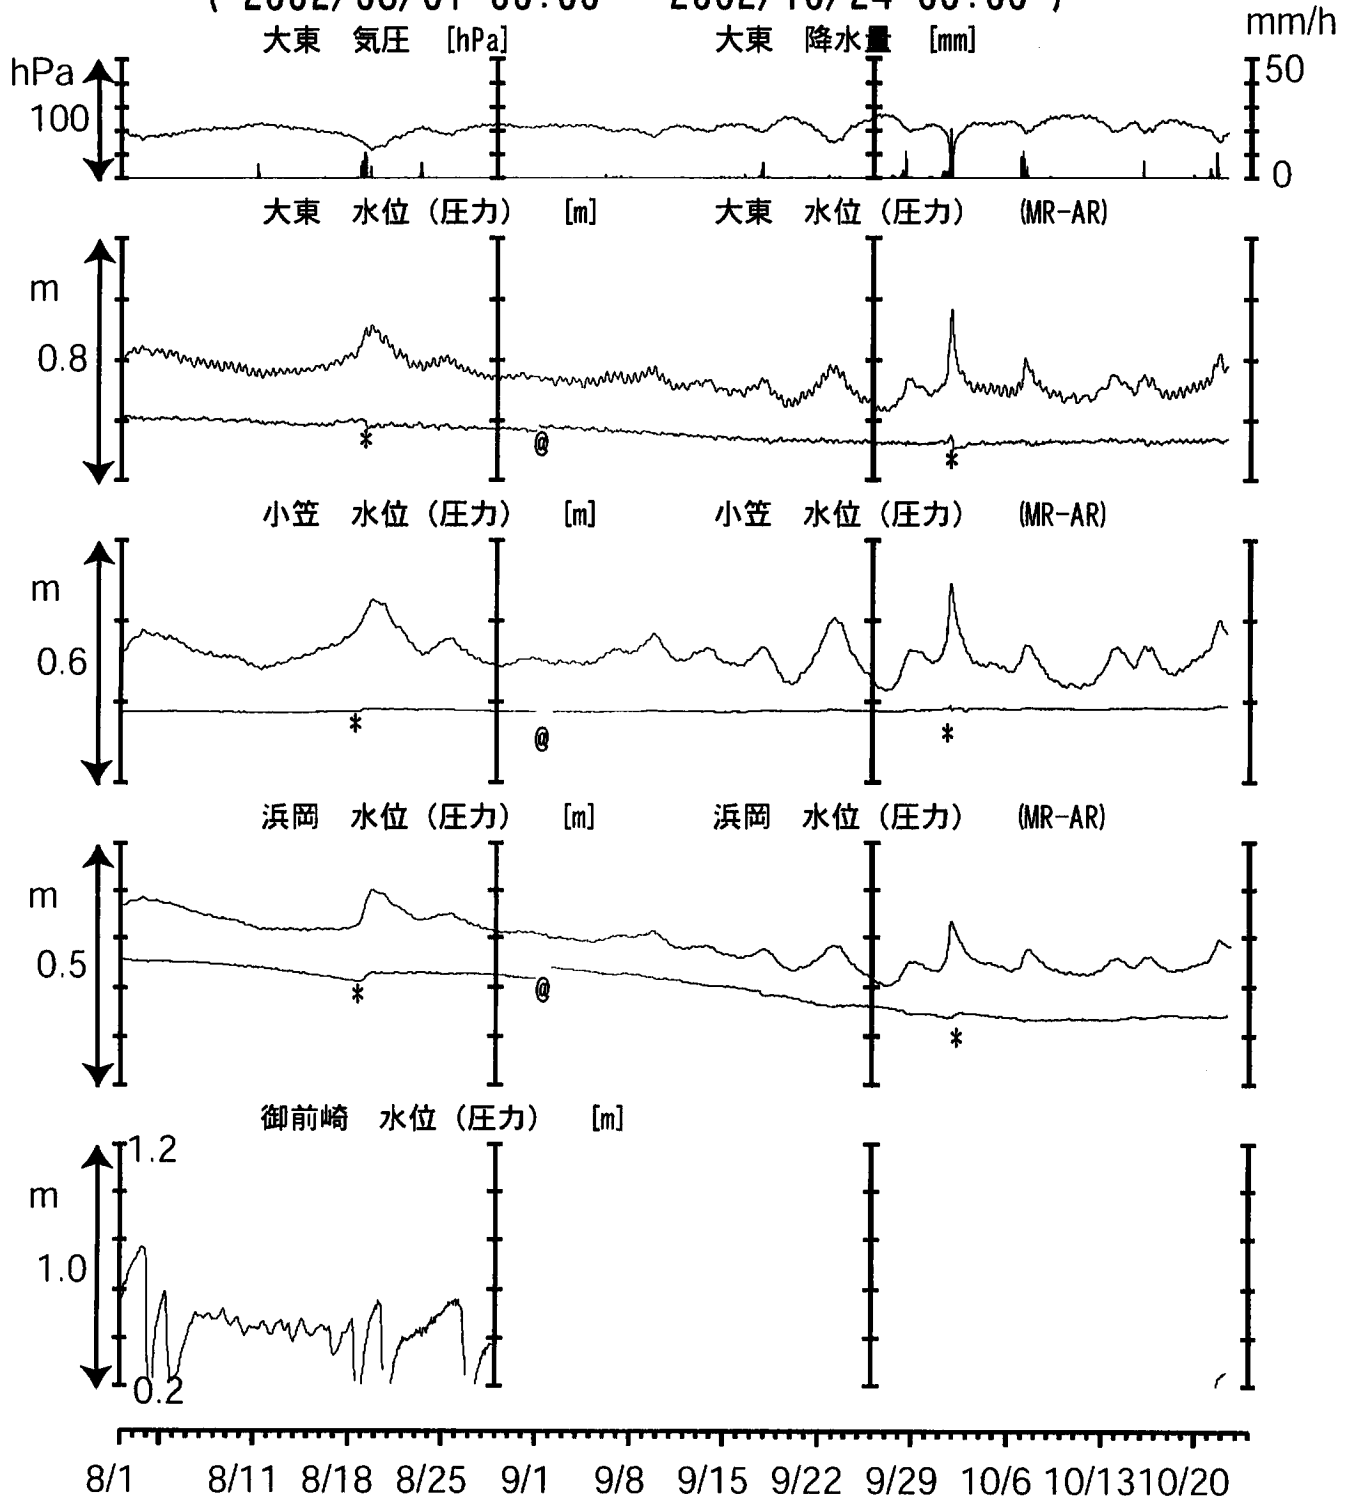 mm/h
大東 気圧 [hPa] 大東 降水量 [mm]
hPa
50
100
0
大東 水位 (圧力) [m] 大東 水位 (圧力) (MR-AR)
m
0.8
* @ *
小笠 水位 (圧力) [m] 小笠 水位 (圧力) (MR-AR)
m
0.6
* @ *
浜岡 水位 (圧力) [m] 浜岡 水位 (圧力) (MR-AR)
m
0.5
* @ *
御前崎 水位 (圧力) [m]
1.2
m
1.0
0.2
8/1 8/11 8/18 8/25 9/1 9/8 9/15 9/22 9/29 10/6 10/13 10/20